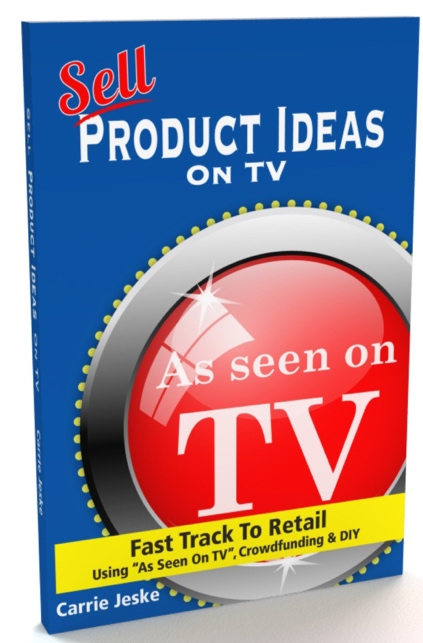 Sell
PRODUCT IDEAS
ON TV
As seen on
TV
Fast Track To Retail
Using "As Seen On TV", Crowdfunding & DIY
Carrie Jeske
SELL PRODUCT IDEAS ON TV Carrie Jeske